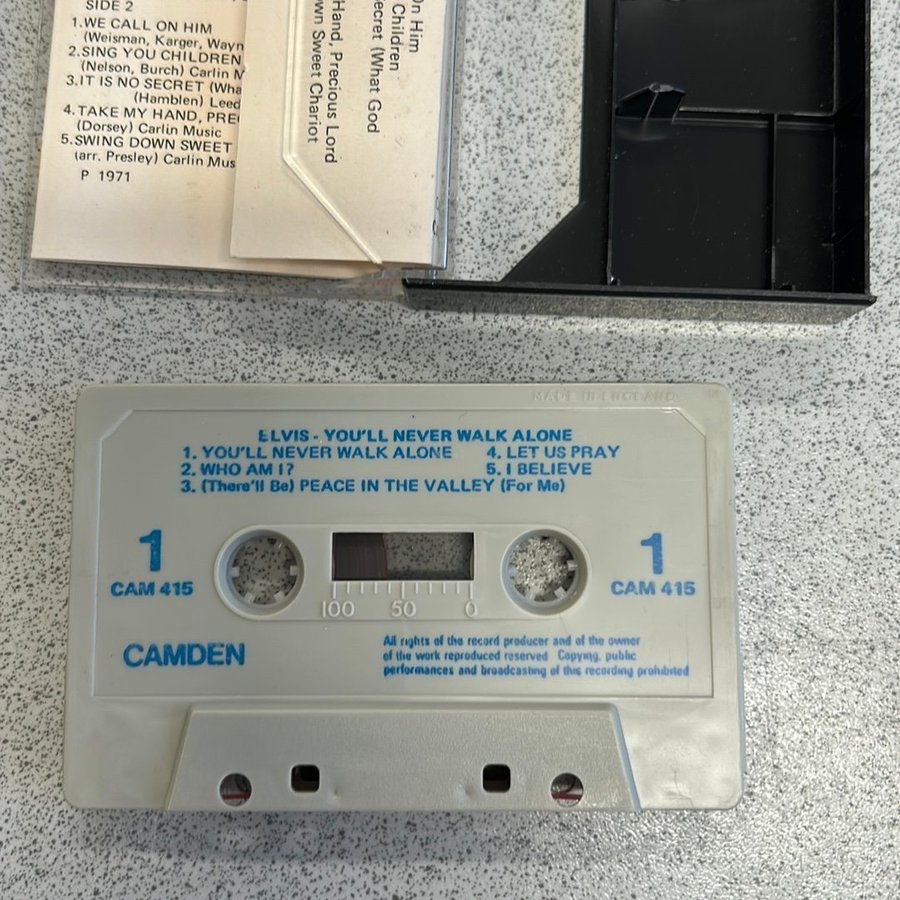 SIDE 2
1.WE CALL ON HIM
(Weisman, Karger, Wayn
2.SING YOU CHILDREN
(Nelson, Burch) Carlin M
3.IT IS NO SECRET (Wha
(Hamblen) Leed
4.TAKE MY HAND, PRE
(Dorsey) Carlin Music
5.SWING DOWN SWEET
(arr. Presley) Carlin Mus
P 1971
On Him
Children
ecret (What God
Hand, Precious Lord
own Sweet Chariot
MADE IN ENGLAND
ELVIS - YOU'LL NEVER WALK ALONE
1. YOU'LL NEVER WALK ALONE 4. LET US PRAY
2. WHO AM I? 5. I BELIEVE
3. (There'll Be) PEACE IN THE VALLEY (For Me)
1 1
CAM 415 CAM 415
100 50 0
CAMDEN
All rights of the record producer and of the owner
of the work reproduced reserved Copying, public
performances and broadcasting of this recording prohibited